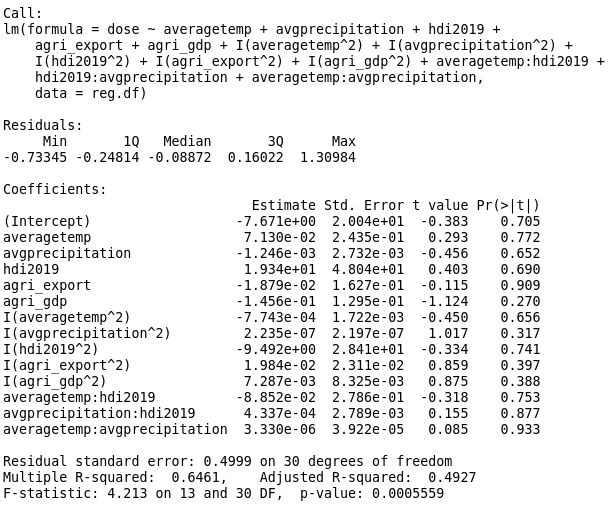 Call:
lm(formula = dose ~ averagetemp + avgprecipitation + hdi2019 +
    agri_export + agri_gdp + I(averagetemp^2) + I(avgprecipitation^2) +
    I(hdi2019^2) + I(agri_export^2) + I(agri_gdp^2) + averagetemp:hdi2019 +
    hdi2019:avgprecipitation + averagetemp:avgprecipitation,
    data = reg.df)

Residuals:
     Min       1Q   Median       3Q      Max
-0.73345 -0.24814 -0.08872  0.16022  1.30984

Coefficients:
                               Estimate Std. Error t value Pr(>|t|)
(Intercept)                  -7.671e+00  2.004e+01  -0.383    0.705
averagetemp                   7.130e-02  2.435e-01   0.293    0.772
avgprecipitation             -1.246e-03  2.732e-03  -0.456    0.652
hdi2019                       1.934e+01  4.804e+01   0.403    0.690
agri_export                  -1.879e-02  1.627e-01  -0.115    0.909
agri_gdp                     -1.456e-01  1.295e-01  -1.124    0.270
I(averagetemp^2)             -7.743e-04  1.722e-03  -0.450    0.656
I(avgprecipitation^2)         2.235e-07  2.197e-07   1.017    0.317
I(hdi2019^2)                 -9.492e+00  2.841e+01  -0.334    0.741
I(agri_export^2)              1.984e-02  2.311e-02   0.859    0.397
I(agri_gdp^2)                 7.287e-03  8.325e-03   0.875    0.388
averagetemp:hdi2019          -8.852e-02  2.786e-01  -0.318    0.753
avgprecipitation:hdi2019      4.337e-04  2.789e-03   0.155    0.877
averagetemp:avgprecipitation  3.330e-06  3.922e-05   0.085    0.933

Residual standard error: 0.4999 on 30 degrees of freedom
Multiple R-squared:  0.6461,    Adjusted R-squared:  0.4927
F-statistic: 4.213 on 13 and 30 DF,  p-value: 0.0005559